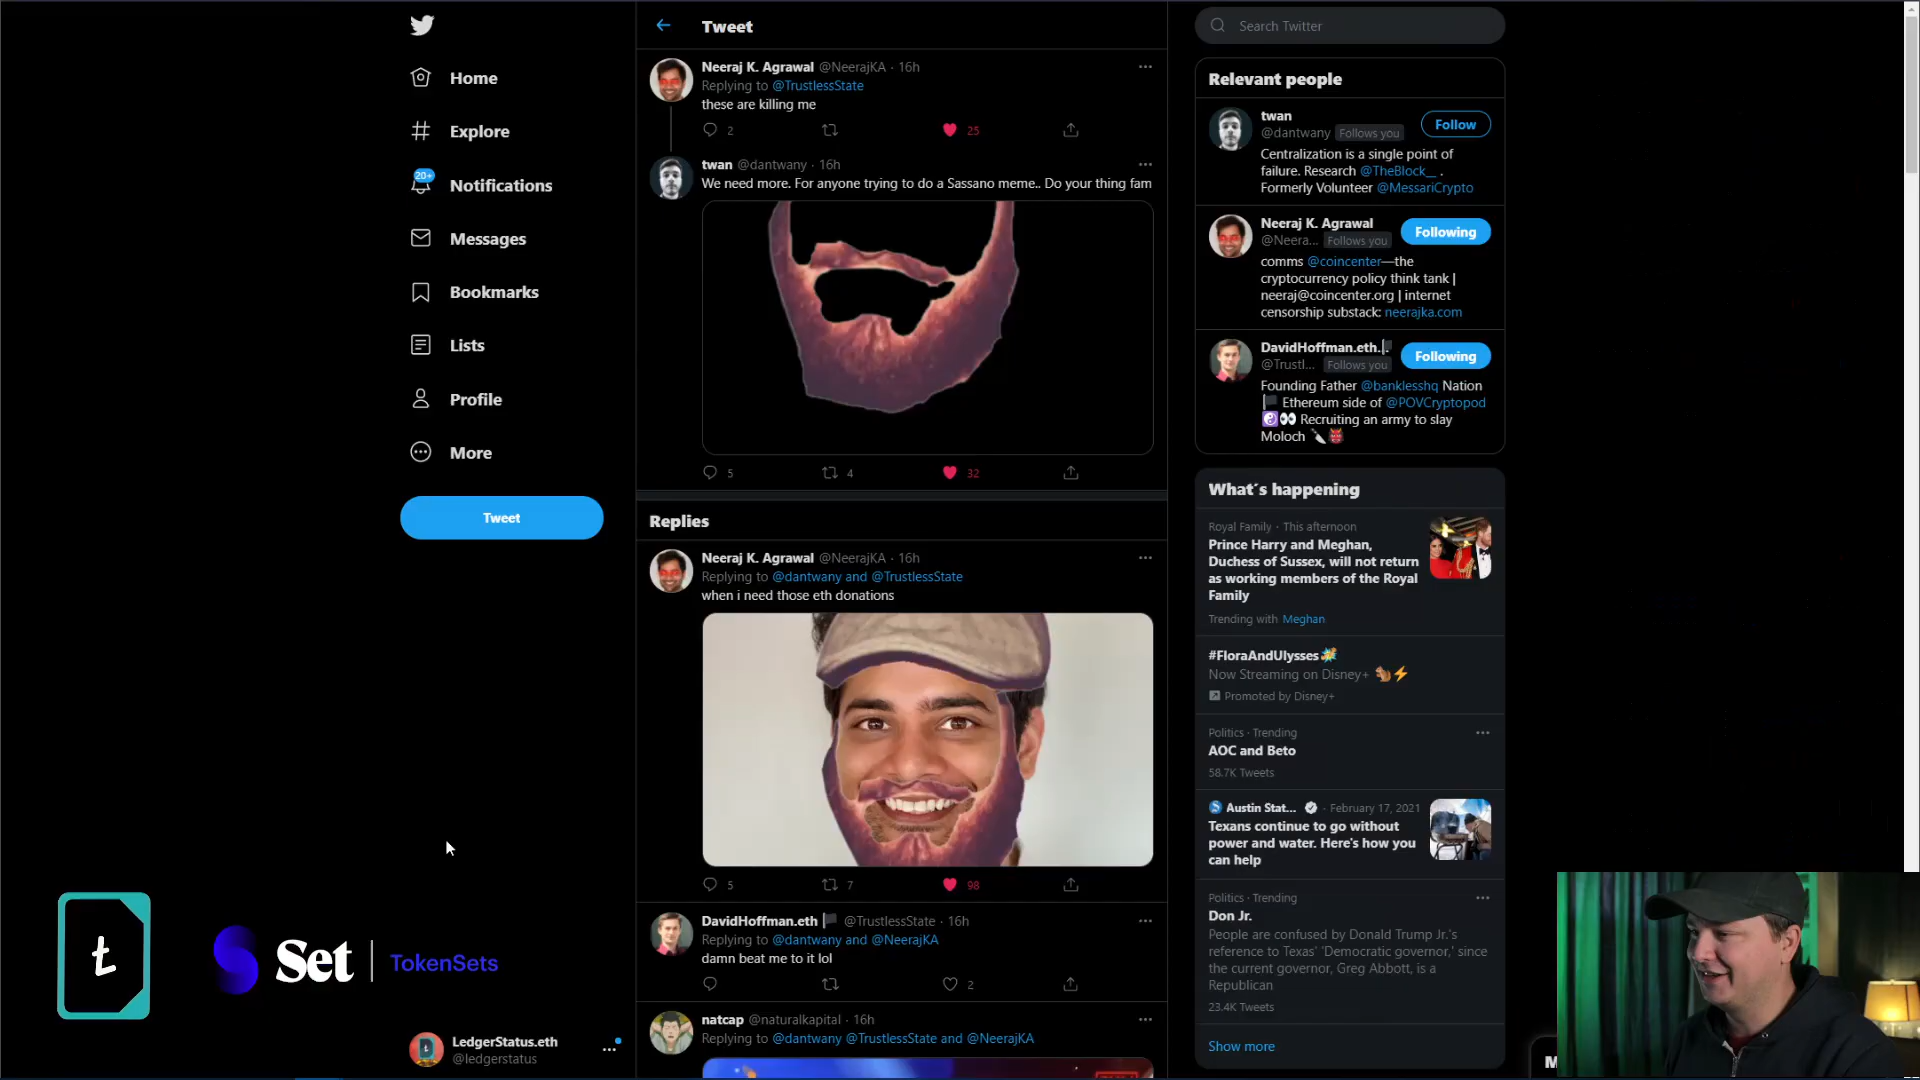 Home
Explore
20+
Notifications
Messages
Bookmarks
Lists
Profile
More
Tweet
Set | TokenSets
LedgerStatus.eth
@ledgerstatus
Tweet
Neeraj K. Agrawal @NeerajKA · 16h
Replying to @TrustlessState
these are killing me
2 25
twan @dantwany · 16h
We need more. For anyone trying to do a Sassano meme.. Do your thing fam
5 4 32
Replies
Neeraj K. Agrawal @NeerajKA · 16h
Replying to @dantwany and @TrustlessState
when i need those eth donations
5 7 98
DavidHoffman.eth @TrustlessState · 16h
Replying to @dantwany and @NeerajKA
damn beat me to it lol
2
natcap @naturalkapital · 16h
Replying to @dantwany @TrustlessState and @NeerajKA
Search Twitter
Relevant people
twan
@dantwany Follows you
Follow
Centralization is a single point of
failure. Research @TheBlock__ .
Formerly Volunteer @MessariCrypto
Neeraj K. Agrawal
@Neera... Follows you
Following
comms @coincenter—the
cryptocurrency policy think tank |
neeraj@coincenter.org | internet
censorship substack: neerajka.com
DavidHoffman.eth
@Trustl... Follows you
Following
Founding Father @banklesshq Nation
🏴 Ethereum side of @POVCryptopod
☯️👀 Recruiting an army to slay
Moloch 🔪👹
What's happening
Royal Family · This afternoon
Prince Harry and Meghan,
Duchess of Sussex, will not return
as working members of the Royal
Family
Trending with Meghan
#FloraAndUlysses
Now Streaming on Disney+ 🐿️⚡
Promoted by Disney+
Politics · Trending
AOC and Beto
58.7K Tweets
Austin Stat... · February 17, 2021
Texans continue to go without
power and water. Here's how you
can help
Politics · Trending
Don Jr.
People are confused by Donald Trump Jr.'s
reference to Texas' 'Democratic governor,' since
the current governor, Greg Abbott, is a
Republican
23.4K Tweets
Show more